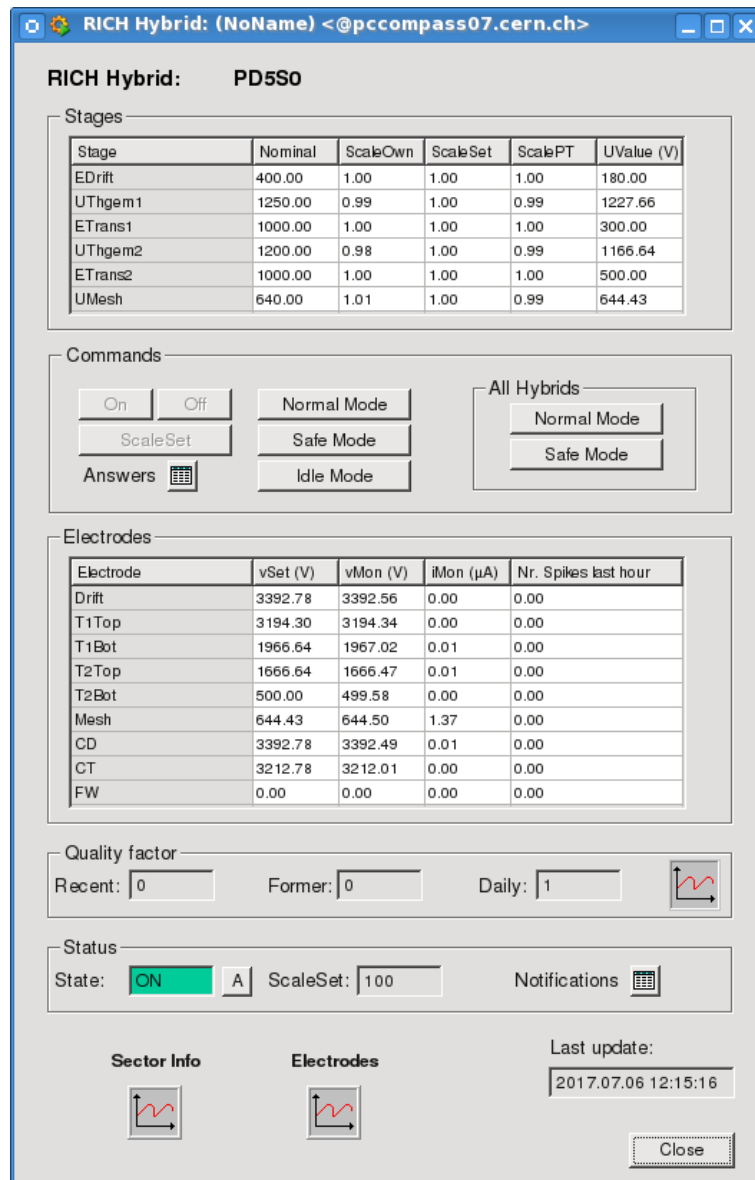 RICH Hybrid: (NoName) <@pccompass07.cern.ch>
RICH Hybrid: PD5S0
Stages
Stage Nominal ScaleOwn ScaleSet ScalePT UValue (V)
EDrift 400.00 1.00 1.00 1.00 180.00
UThgem1 1250.00 0.99 1.00 0.99 1227.66
ETrans1 1000.00 1.00 1.00 1.00 300.00
UThgem2 1200.00 0.98 1.00 0.99 1166.64
ETrans2 1000.00 1.00 1.00 1.00 500.00
UMesh 640.00 1.01 1.00 0.99 644.43
Commands
All Hybrids
On Off Normal Mode Normal Mode
ScaleSet Safe Mode Safe Mode
Answers Idle Mode
Electrodes
Electrode vSet (V) vMon (V) iMon (μA) Nr. Spikes last hour
Drift 3392.78 3392.56 0.00 0.00
T1Top 3194.30 3194.34 0.00 0.00
T1Bot 1966.64 1967.02 0.01 0.00
T2Top 1666.64 1666.47 0.01 0.00
T2Bot 500.00 499.58 0.00 0.00
Mesh 644.43 644.50 1.37 0.00
CD 3392.78 3392.49 0.01 0.00
CT 3212.78 3212.01 0.00 0.00
FW 0.00 0.00 0.00 0.00
Quality factor
Recent: 0 Former: 0 Daily: 1
Status
State: ON A ScaleSet: 100 Notifications
Sector Info Electrodes Last update:
2017.07.06 12:15:16
Close